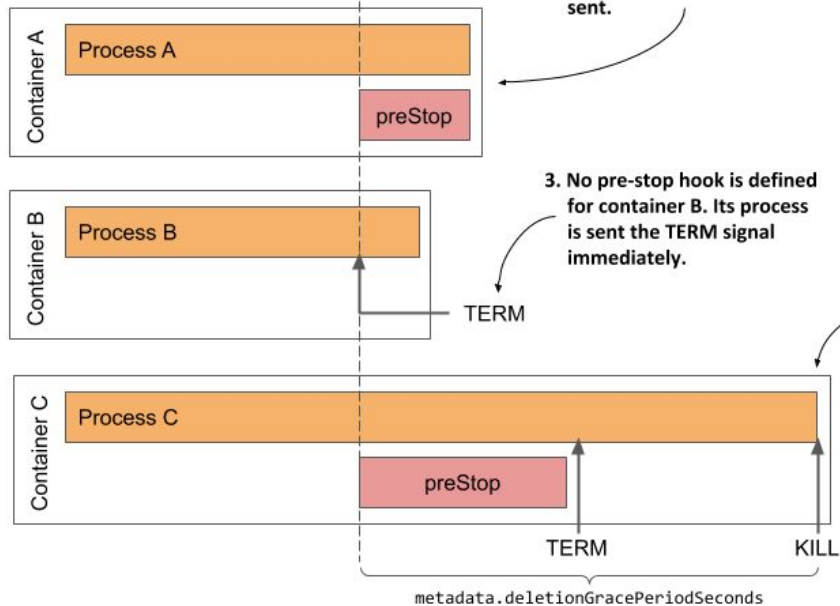 sent.
Container A
Process A
preStop
3. No pre-stop hook is defined
for container B. Its process
is sent the TERM signal
immediately.
Container B
Process B
TERM
Container C
Process C
preStop
TERM
KILL
metadata.deletionGracePeriodSeconds